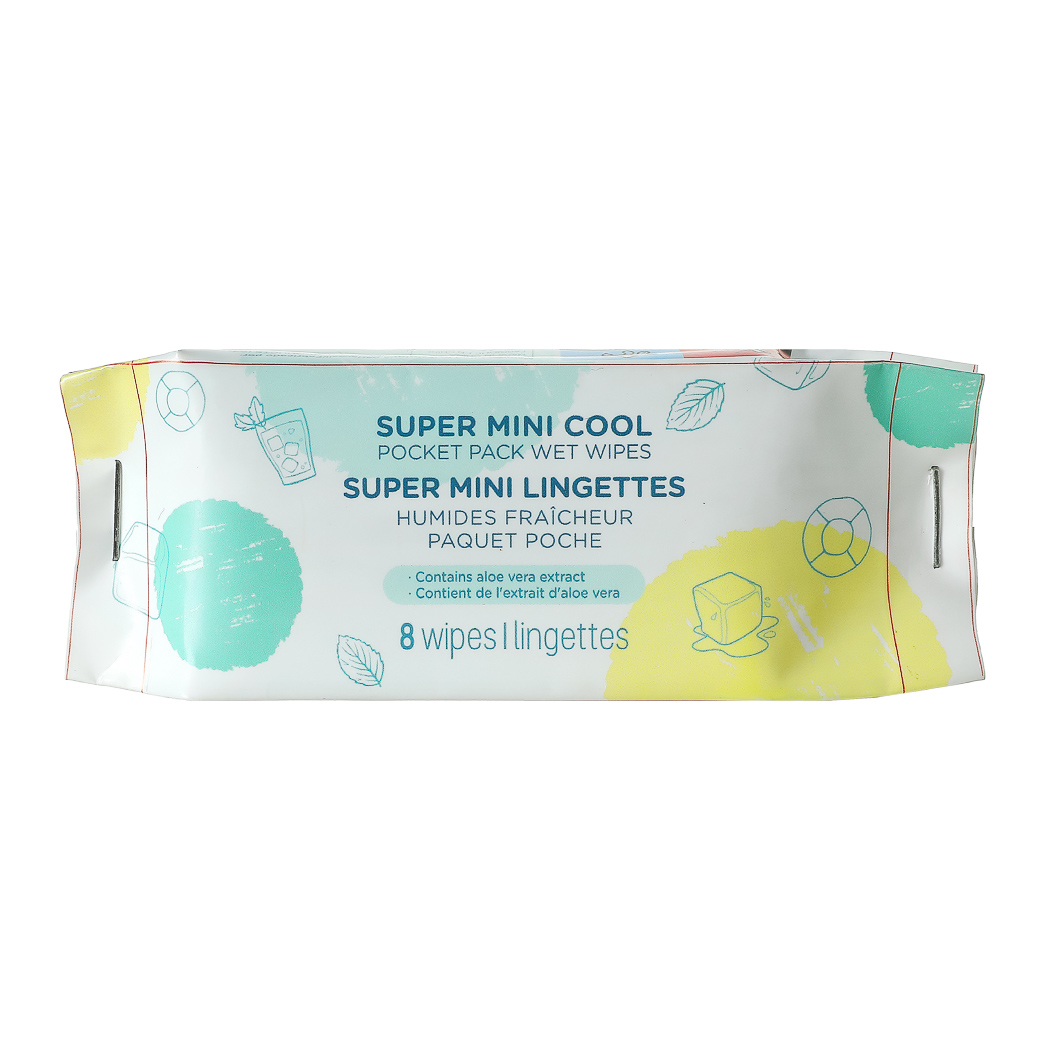 SUPER MINI COOL
POCKET PACK WET WIPES
SUPER MINI LINGETTES
HUMIDES FRAÎCHEUR
PAQUET POCHE
· Contains aloe vera extract
· Contient de l'extrait d'aloe vera
8 wipes | lingettes